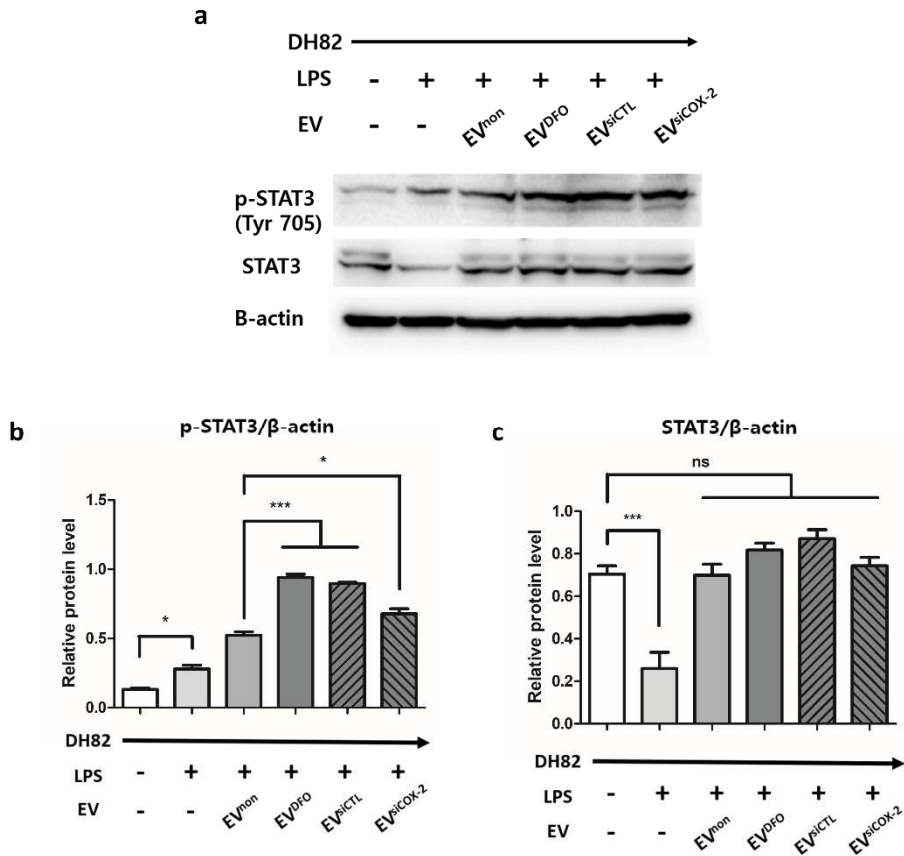 a
DH82
LPS - + + + + +
EV - - EVnon EVDFO EVsiCTL EVsiCOX-2
p-STAT3
(Tyr 705)
STAT3
B-actin
b
p-STAT3/β-actin
Relative protein level
1.5
1.0
0.5
0.0
*
*
***
DH82
LPS - + + + + +
EV - - EVnon EVDFO EVsiCTL EVsiCOX-2
c
STAT3/β-actin
Relative protein level
1.0
0.8
0.6
0.4
0.2
0.0
ns
***
DH82
LPS - + + + + +
EV - - EVnon EVDFO EVsiCTL EVsiCOX-2